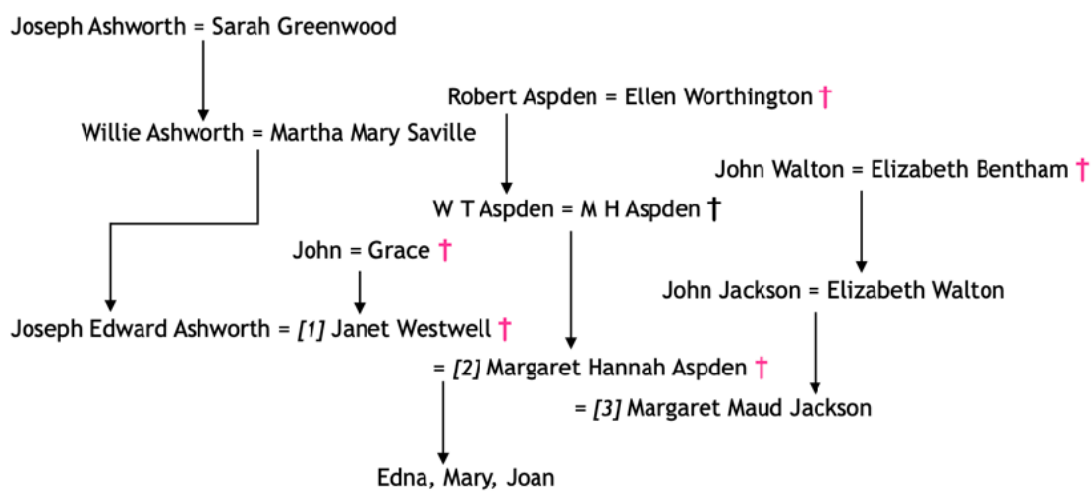 Joseph Ashworth = Sarah Greenwood
Robert Aspden = Ellen Worthington †
Willie Ashworth = Martha Mary Saville
John Walton = Elizabeth Bentham †
W T Aspden = M H Aspden †
John = Grace †
John Jackson = Elizabeth Walton
Joseph Edward Ashworth = [1] Janet Westwell †
= [2] Margaret Hannah Aspden †
= [3] Margaret Maud Jackson
Edna, Mary, Joan